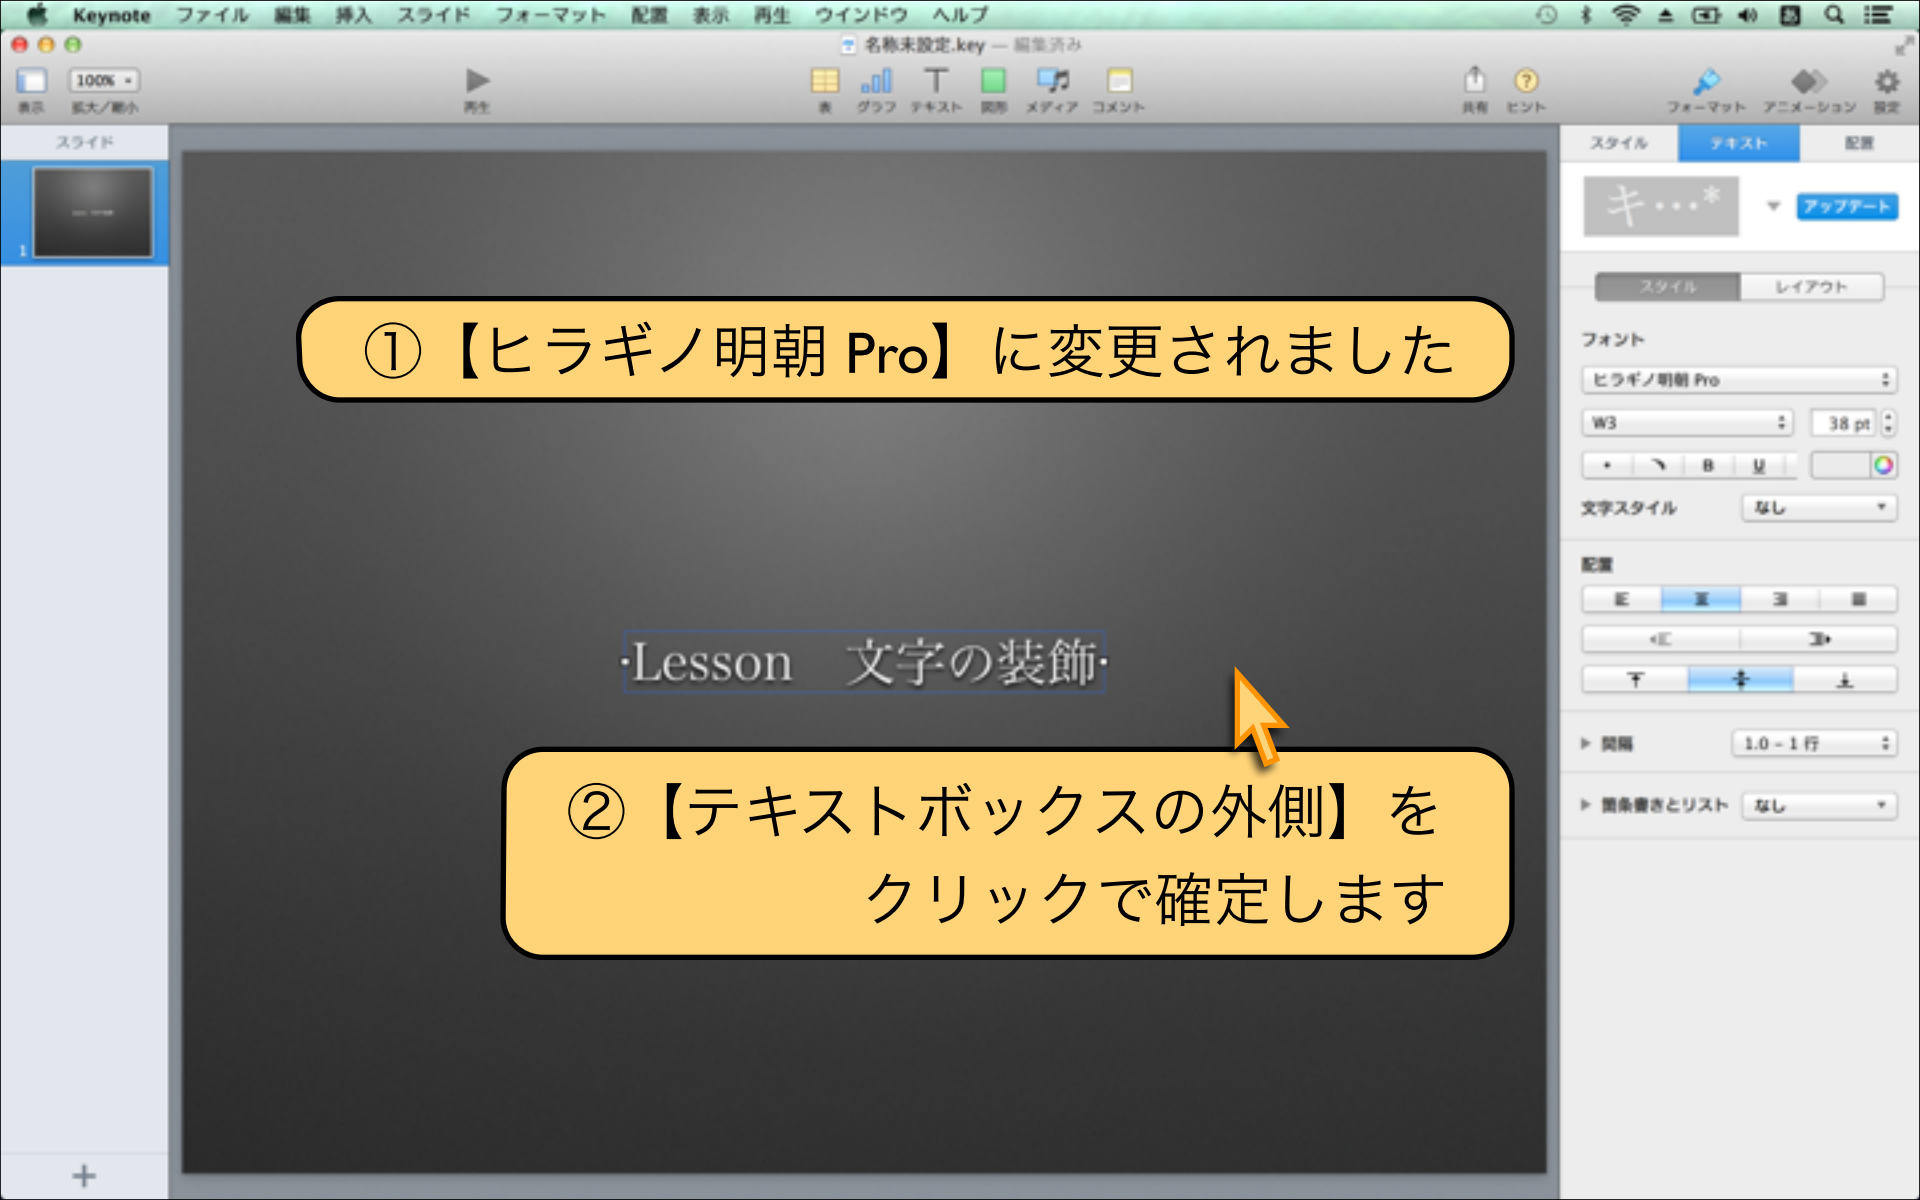 Keynote ファイル 編集 挿入 スライド フォーマット 配置 表示 再生 ウインドウ ヘルプ
名称未設定.key — 編集済み
100%
表示 拡大/縮小 再生 表 グラフ テキスト 図形 メディア コメント 共有 ヒント フォーマット アニメーション 設定
スライド
スタイル テキスト 配置
キ…*
アップデート
1
スタイル レイアウト
①【ヒラギノ明朝 Pro】に変更されました
フォント
ヒラギノ明朝 Pro
W3 38 pt
B U
文字スタイル なし
配置
Lesson　文字の装飾
間隔 1.0 – 1 行
②【テキストボックスの外側】を
クリックで確定します
箇条書きとリスト なし